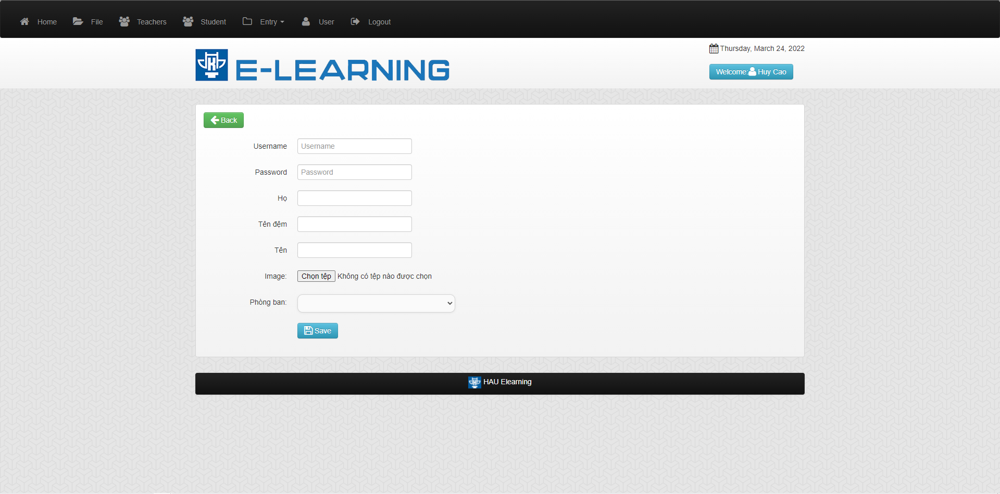 Home File Teachers Student Entry User Logout
Thursday, March 24, 2022
E-LEARNING
Welcome: Huy Cao
Back
Username Username
Password Password
Họ
Tên đệm
Tên
Image: Chọn tệp Không có tệp nào được chọn
Phòng ban:
Save
HAU Elearning